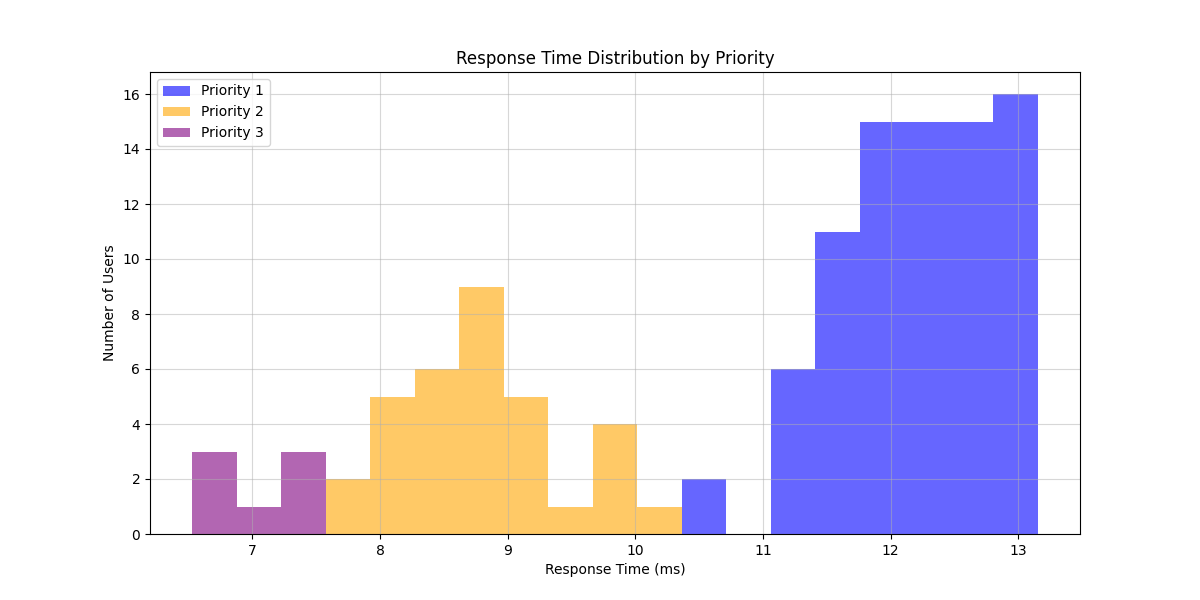 Response Time Distribution by Priority
Priority 1
Priority 2
Priority 3
16
14
12
10
8
6
4
2
0
Number of Users
7 8 9 10 11 12 13
Response Time (ms)